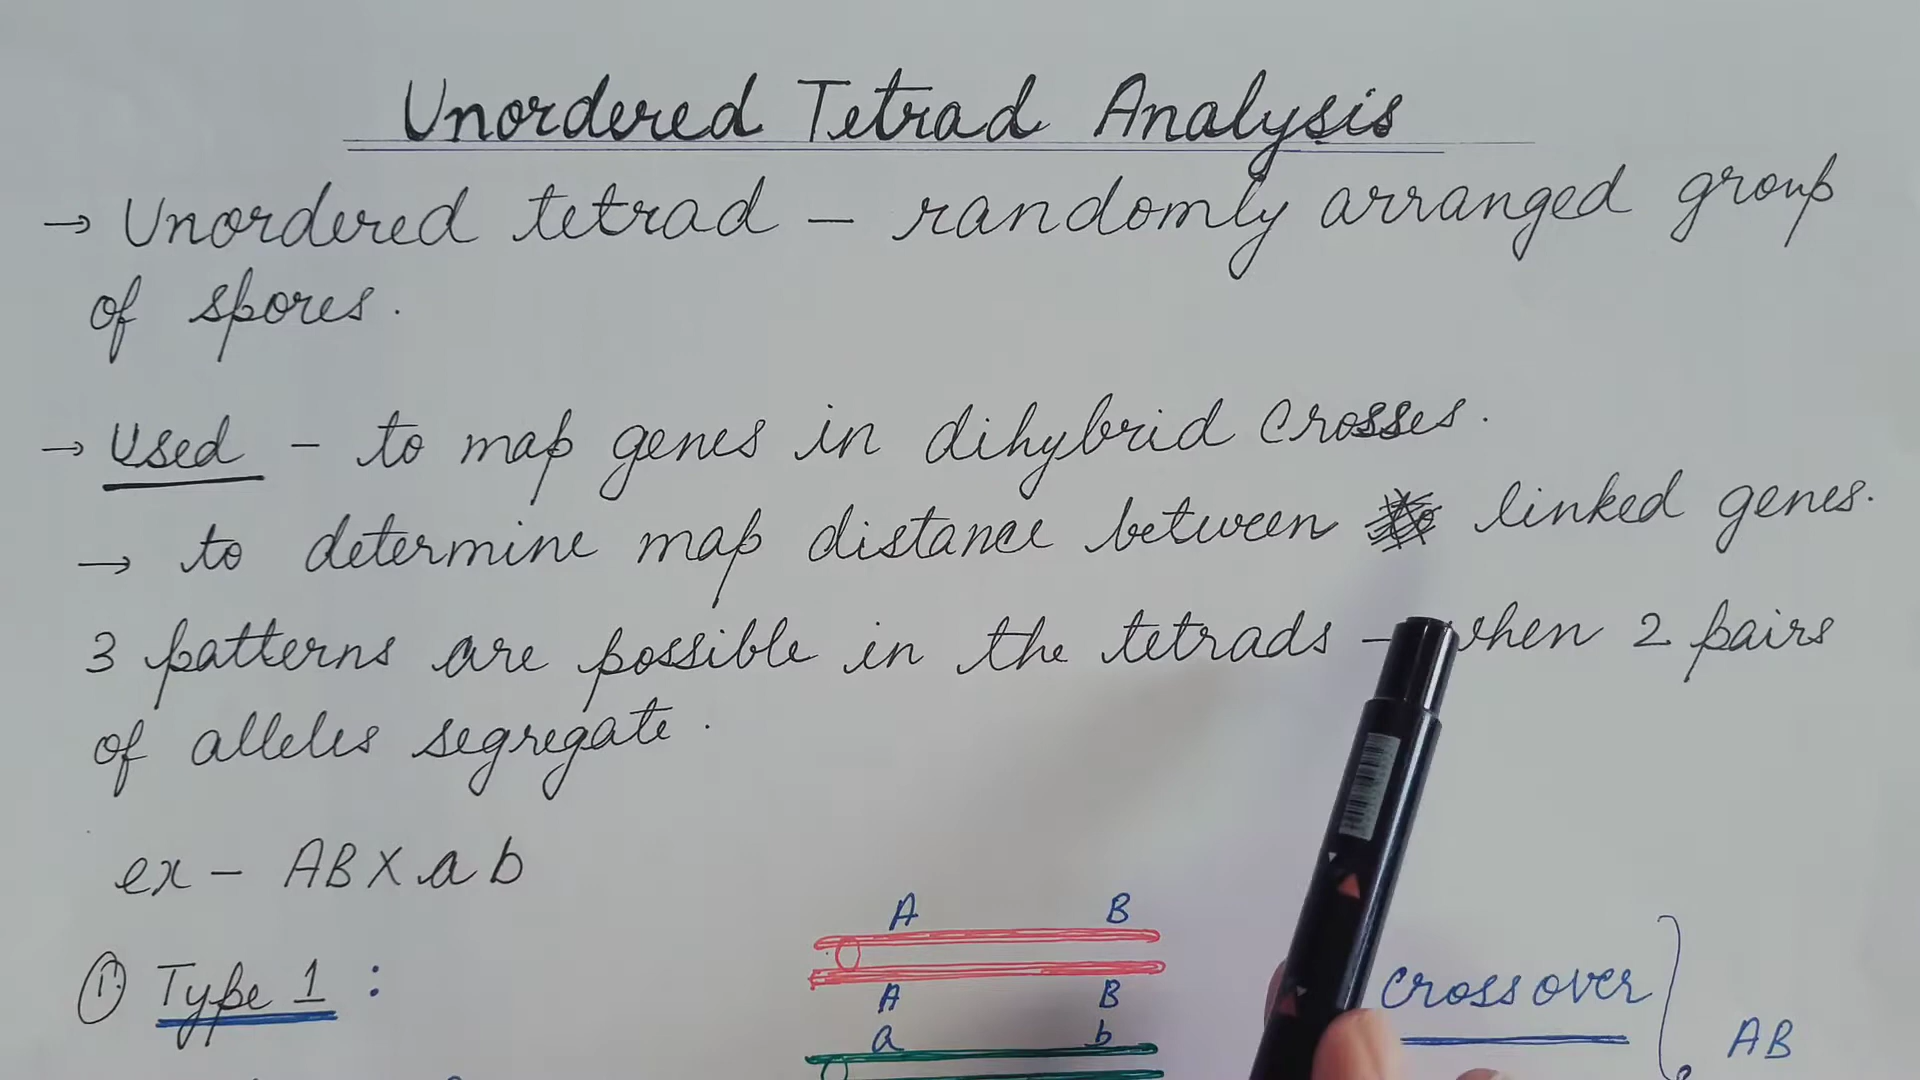 Unordered Tetrad Analysis
→ Unordered tetrad – randomly arranged group
of spores.
→ Used – to map genes in dihybrid crosses.
→ to determine map distance between linked genes.
3 patterns are possible in the tetrads – when 2 pairs
of alleles segregate.
ex – AB X ab
① Type 1 :
A B
A B
a b
Crossover
AB